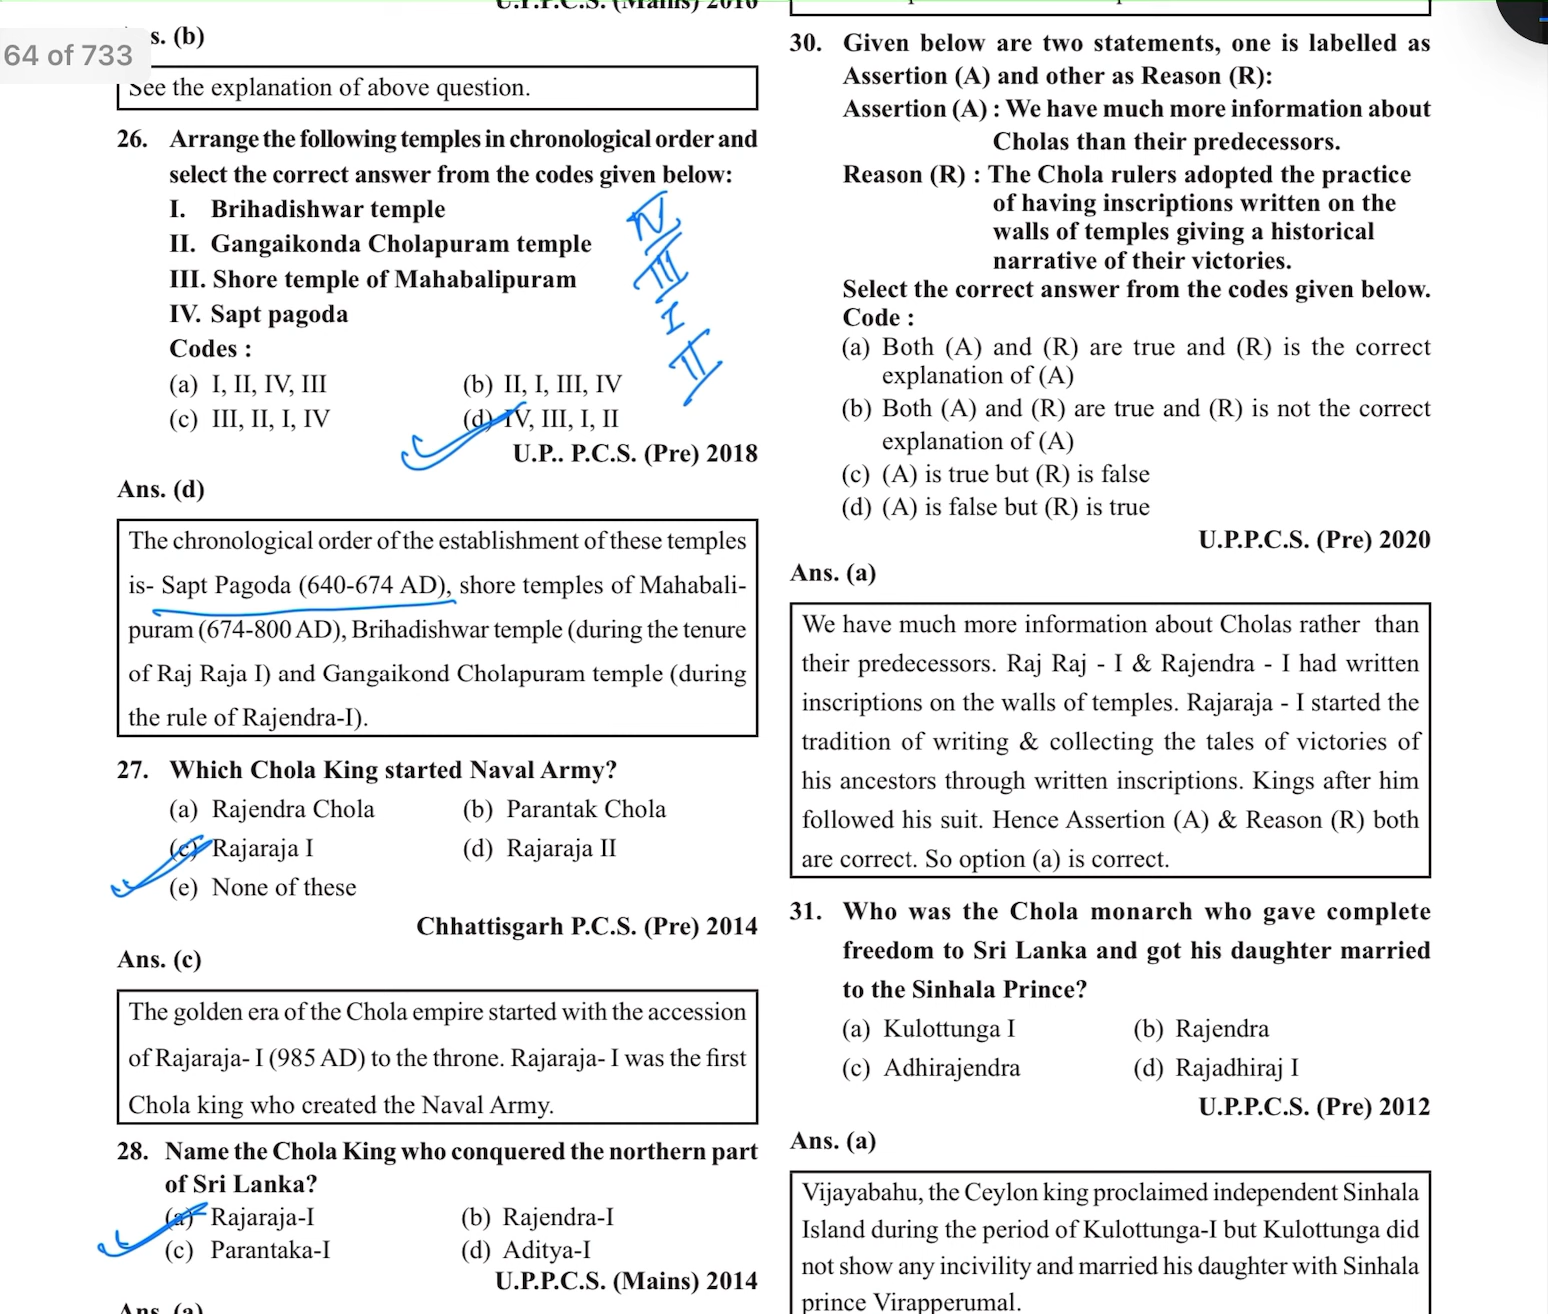 U.P.P.C.S. (Mains) 2016
s. (b)
64 of 733
See the explanation of above question.
26. Arrange the following temples in chronological order and
select the correct answer from the codes given below:
I. Brihadishwar temple
II. Gangaikonda Cholapuram temple
III. Shore temple of Mahabalipuram
IV. Sapt pagoda
IV
III
I
II
Codes :
(a) I, II, IV, III (b) II, I, III, IV
(c) III, II, I, IV (d) IV, III, I, II
U.P.. P.C.S. (Pre) 2018
Ans. (d)
The chronological order of the establishment of these temples
is- Sapt Pagoda (640-674 AD), shore temples of Mahabali-
puram (674-800 AD), Brihadishwar temple (during the tenure
of Raj Raja I) and Gangaikond Cholapuram temple (during
the rule of Rajendra-I).
27. Which Chola King started Naval Army?
(a) Rajendra Chola (b) Parantak Chola
(c) Rajaraja I (d) Rajaraja II
(e) None of these
Chhattisgarh P.C.S. (Pre) 2014
Ans. (c)
The golden era of the Chola empire started with the accession
of Rajaraja- I (985 AD) to the throne. Rajaraja- I was the first
Chola king who created the Naval Army.
28. Name the Chola King who conquered the northern part
of Sri Lanka?
(a) Rajaraja-I (b) Rajendra-I
(c) Parantaka-I (d) Aditya-I
U.P.P.C.S. (Mains) 2014
Ans. (a)
30. Given below are two statements, one is labelled as
Assertion (A) and other as Reason (R):
Assertion (A) : We have much more information about
Cholas than their predecessors.
Reason (R) : The Chola rulers adopted the practice
of having inscriptions written on the
walls of temples giving a historical
narrative of their victories.
Select the correct answer from the codes given below.
Code :
(a) Both (A) and (R) are true and (R) is the correct
explanation of (A)
(b) Both (A) and (R) are true and (R) is not the correct
explanation of (A)
(c) (A) is true but (R) is false
(d) (A) is false but (R) is true
U.P.P.C.S. (Pre) 2020
Ans. (a)
We have much more information about Cholas rather than
their predecessors. Raj Raj - I & Rajendra - I had written
inscriptions on the walls of temples. Rajaraja - I started the
tradition of writing & collecting the tales of victories of
his ancestors through written inscriptions. Kings after him
followed his suit. Hence Assertion (A) & Reason (R) both
are correct. So option (a) is correct.
31. Who was the Chola monarch who gave complete
freedom to Sri Lanka and got his daughter married
to the Sinhala Prince?
(a) Kulottunga I (b) Rajendra
(c) Adhirajendra (d) Rajadhiraj I
U.P.P.C.S. (Pre) 2012
Ans. (a)
Vijayabahu, the Ceylon king proclaimed independent Sinhala
Island during the period of Kulottunga-I but Kulottunga did
not show any incivility and married his daughter with Sinhala
prince Virapperumal.